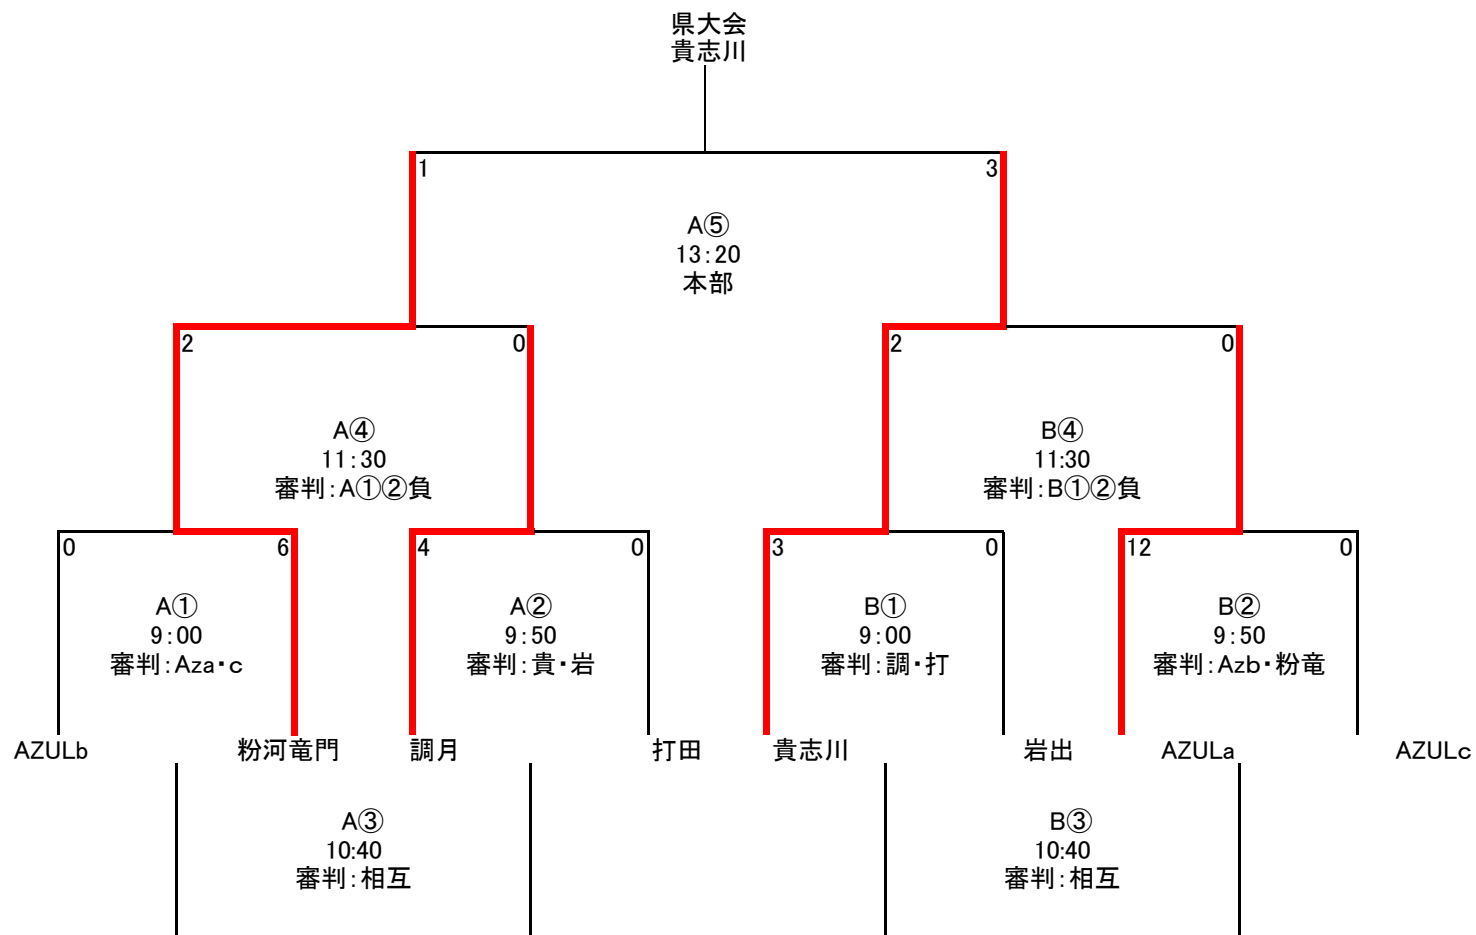 県大会
貴志川
1
3
A⑤
13:20
本部
2
0
2
0
A④
11:30
審判:A①②負
B④
11:30
審判:B①②負
0
6
4
0
3
0
12
0
A①
9:00
審判:Aza・c
A②
9:50
審判:貴・岩
B①
9:00
審判:調・打
B②
9:50
審判:Azb・粉竜
AZULb
粉河竜門
調月
打田
貴志川
岩出
AZULa
AZULc
A③
10:40
審判:相互
B③
10:40
審判:相互